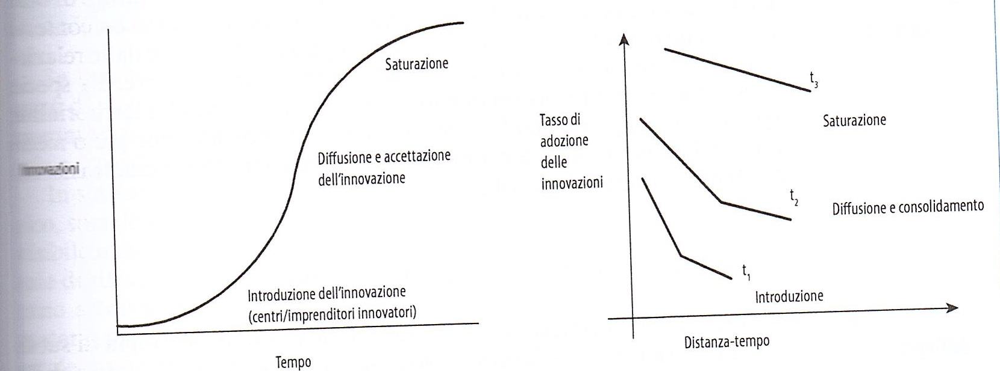 Saturazione
Diffusione e accettazione
dell'innovazione
Innovazioni
Introduzione dell'innovazione
(centri/imprenditori innovatori)
Tempo
t3
Tasso di
adozione
delle
innovazioni
Saturazione
t2
Diffusione e consolidamento
t1
Introduzione
Distanza-tempo